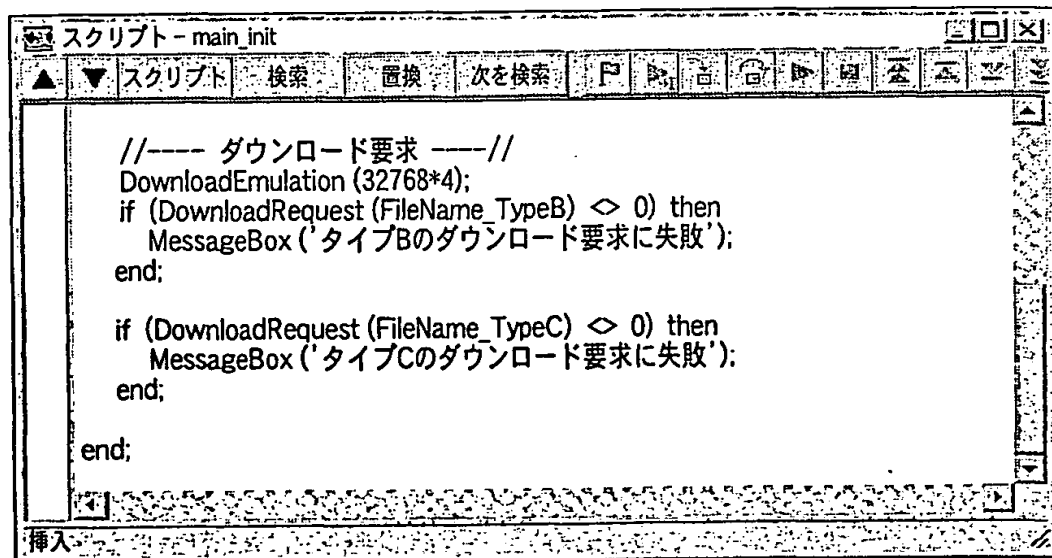 スクリプト – main_init
スクリプト 検索 置換 次を検索
//---- ダウンロード要求 ----//
DownloadEmulation (32768*4);
if (DownloadRequest (FileName_TypeB) <> 0) then
MessageBox ('タイプBのダウンロード要求に失敗');
end;
if (DownloadRequest (FileName_TypeC) <> 0) then
MessageBox ('タイプCのダウンロード要求に失敗');
end;
end;
挿入